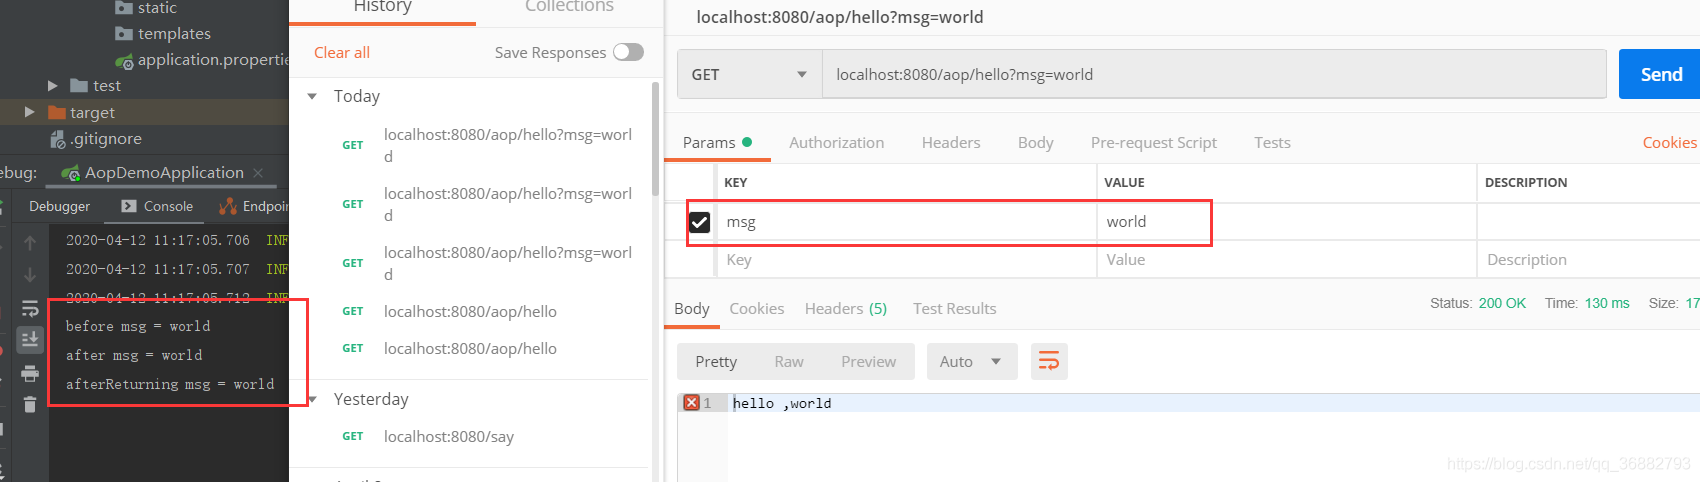 static
templates
application.propertie
test
target
.gitignore
ebug:
AopDemoApplication
Debugger
Console
Endpoin
2020-04-12 11:17:05.706 INF
2020-04-12 11:17:05.707 INF
2020-04-12 11:17:05.712 INF
before msg = world
after msg = world
afterReturning msg = world
History
Collections
Clear all
Save Responses
Today
GET localhost:8080/aop/hello?msg=worl
d
GET localhost:8080/aop/hello?msg=worl
d
GET localhost:8080/aop/hello?msg=worl
d
GET localhost:8080/aop/hello
GET localhost:8080/aop/hello
Yesterday
GET localhost:8080/say
localhost:8080/aop/hello?msg=world
GET localhost:8080/aop/hello?msg=world Send
Params Authorization Headers Body Pre-request Script Tests Cookies
KEY VALUE DESCRIPTION
msg world
Key Value Description
Body Cookies Headers (5) Test Results Status: 200 OK Time: 130 ms Size: 17
Pretty Raw Preview Auto
1 hello ,world
https://blog.csdn.net/qq_36882793